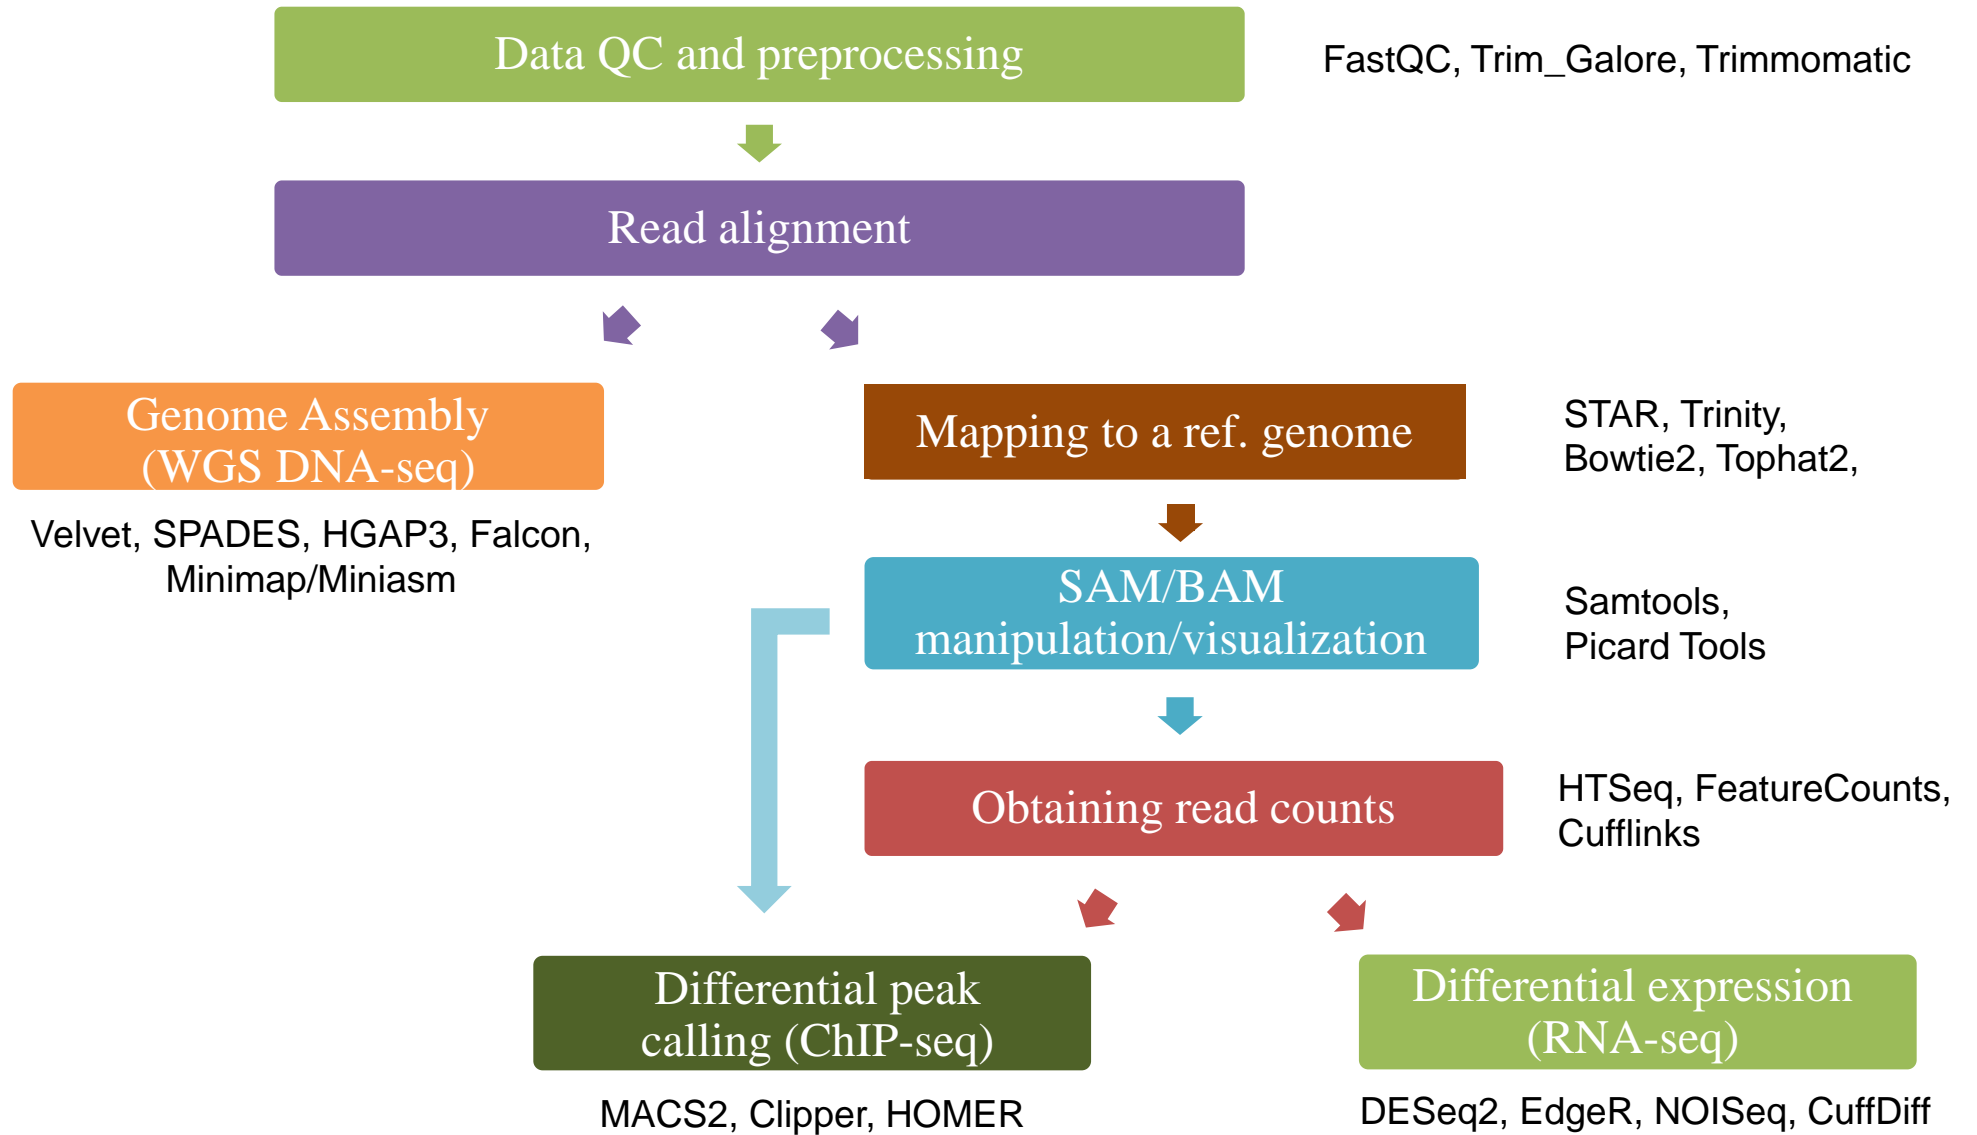 Data QC and preprocessing
FastQC, Trim_Galore, Trimmomatic
Read alignment
Genome Assembly
(WGS DNA-seq)
Velvet, SPADES, HGAP3, Falcon,
Minimap/Miniasm
Mapping to a ref. genome
STAR, Trinity,
Bowtie2, Tophat2,
SAM/BAM
manipulation/visualization
Samtools,
Picard Tools
Obtaining read counts
HTSeq, FeatureCounts,
Cufflinks
Differential peak
calling (ChIP-seq)
MACS2, Clipper, HOMER
Differential expression
(RNA-seq)
DESeq2, EdgeR, NOISeq, CuffDiff